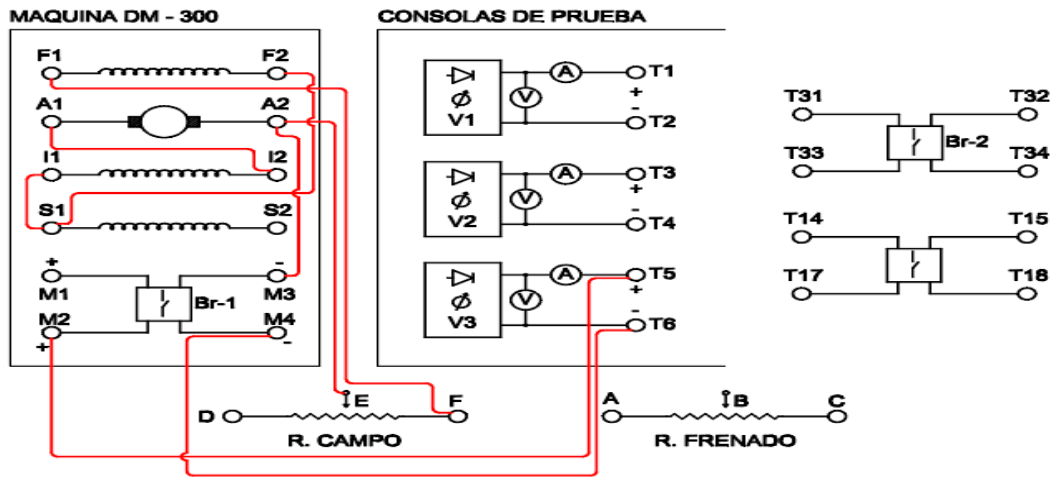 MAQUINA DM - 300
CONSOLAS DE PRUEBA
F1 F2
A1 A2
I1 I2
S1 S2
+ -
M1 Br-1 M3
M2 M4
+ -
A T1
V +
V1 -
T2
A T3
V +
V2 -
T4
A T5
V +
V3 -
T6
T31 T32
Br-2
T33 T34
T14 T15
T17 T18
D E F
R. CAMPO
A B C
R. FRENADO